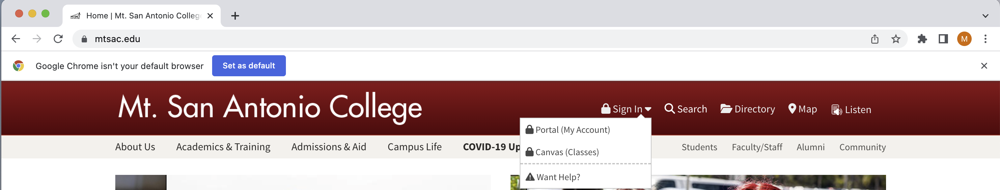 Home | Mt. San Antonio College
mtsac.edu
M
Google Chrome isn't your default browser
Set as default
Mt. San Antonio College
Sign In
Search
Directory
Map
Listen
Portal (My Account)
Canvas (Classes)
Want Help?
About Us
Academics & Training
Admissions & Aid
Campus Life
COVID-19 Up
Students
Faculty/Staff
Alumni
Community